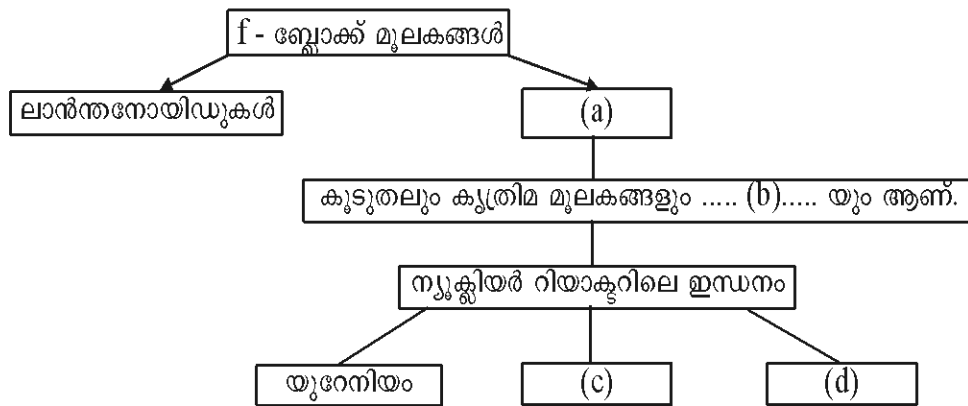 f - ബ്ലോക്ക് മൂലകങ്ങൾ
ലാൻന്തനോയിഡുകൾ
(a)
കൂടുതലും കൃത്രിമ മൂലകങ്ങളും ..... (b)..... യും ആണ്.
ന്യൂക്ലിയർ റിയാക്ടറിലെ ഇന്ധനം
യുറേനിയം
(c)
(d)